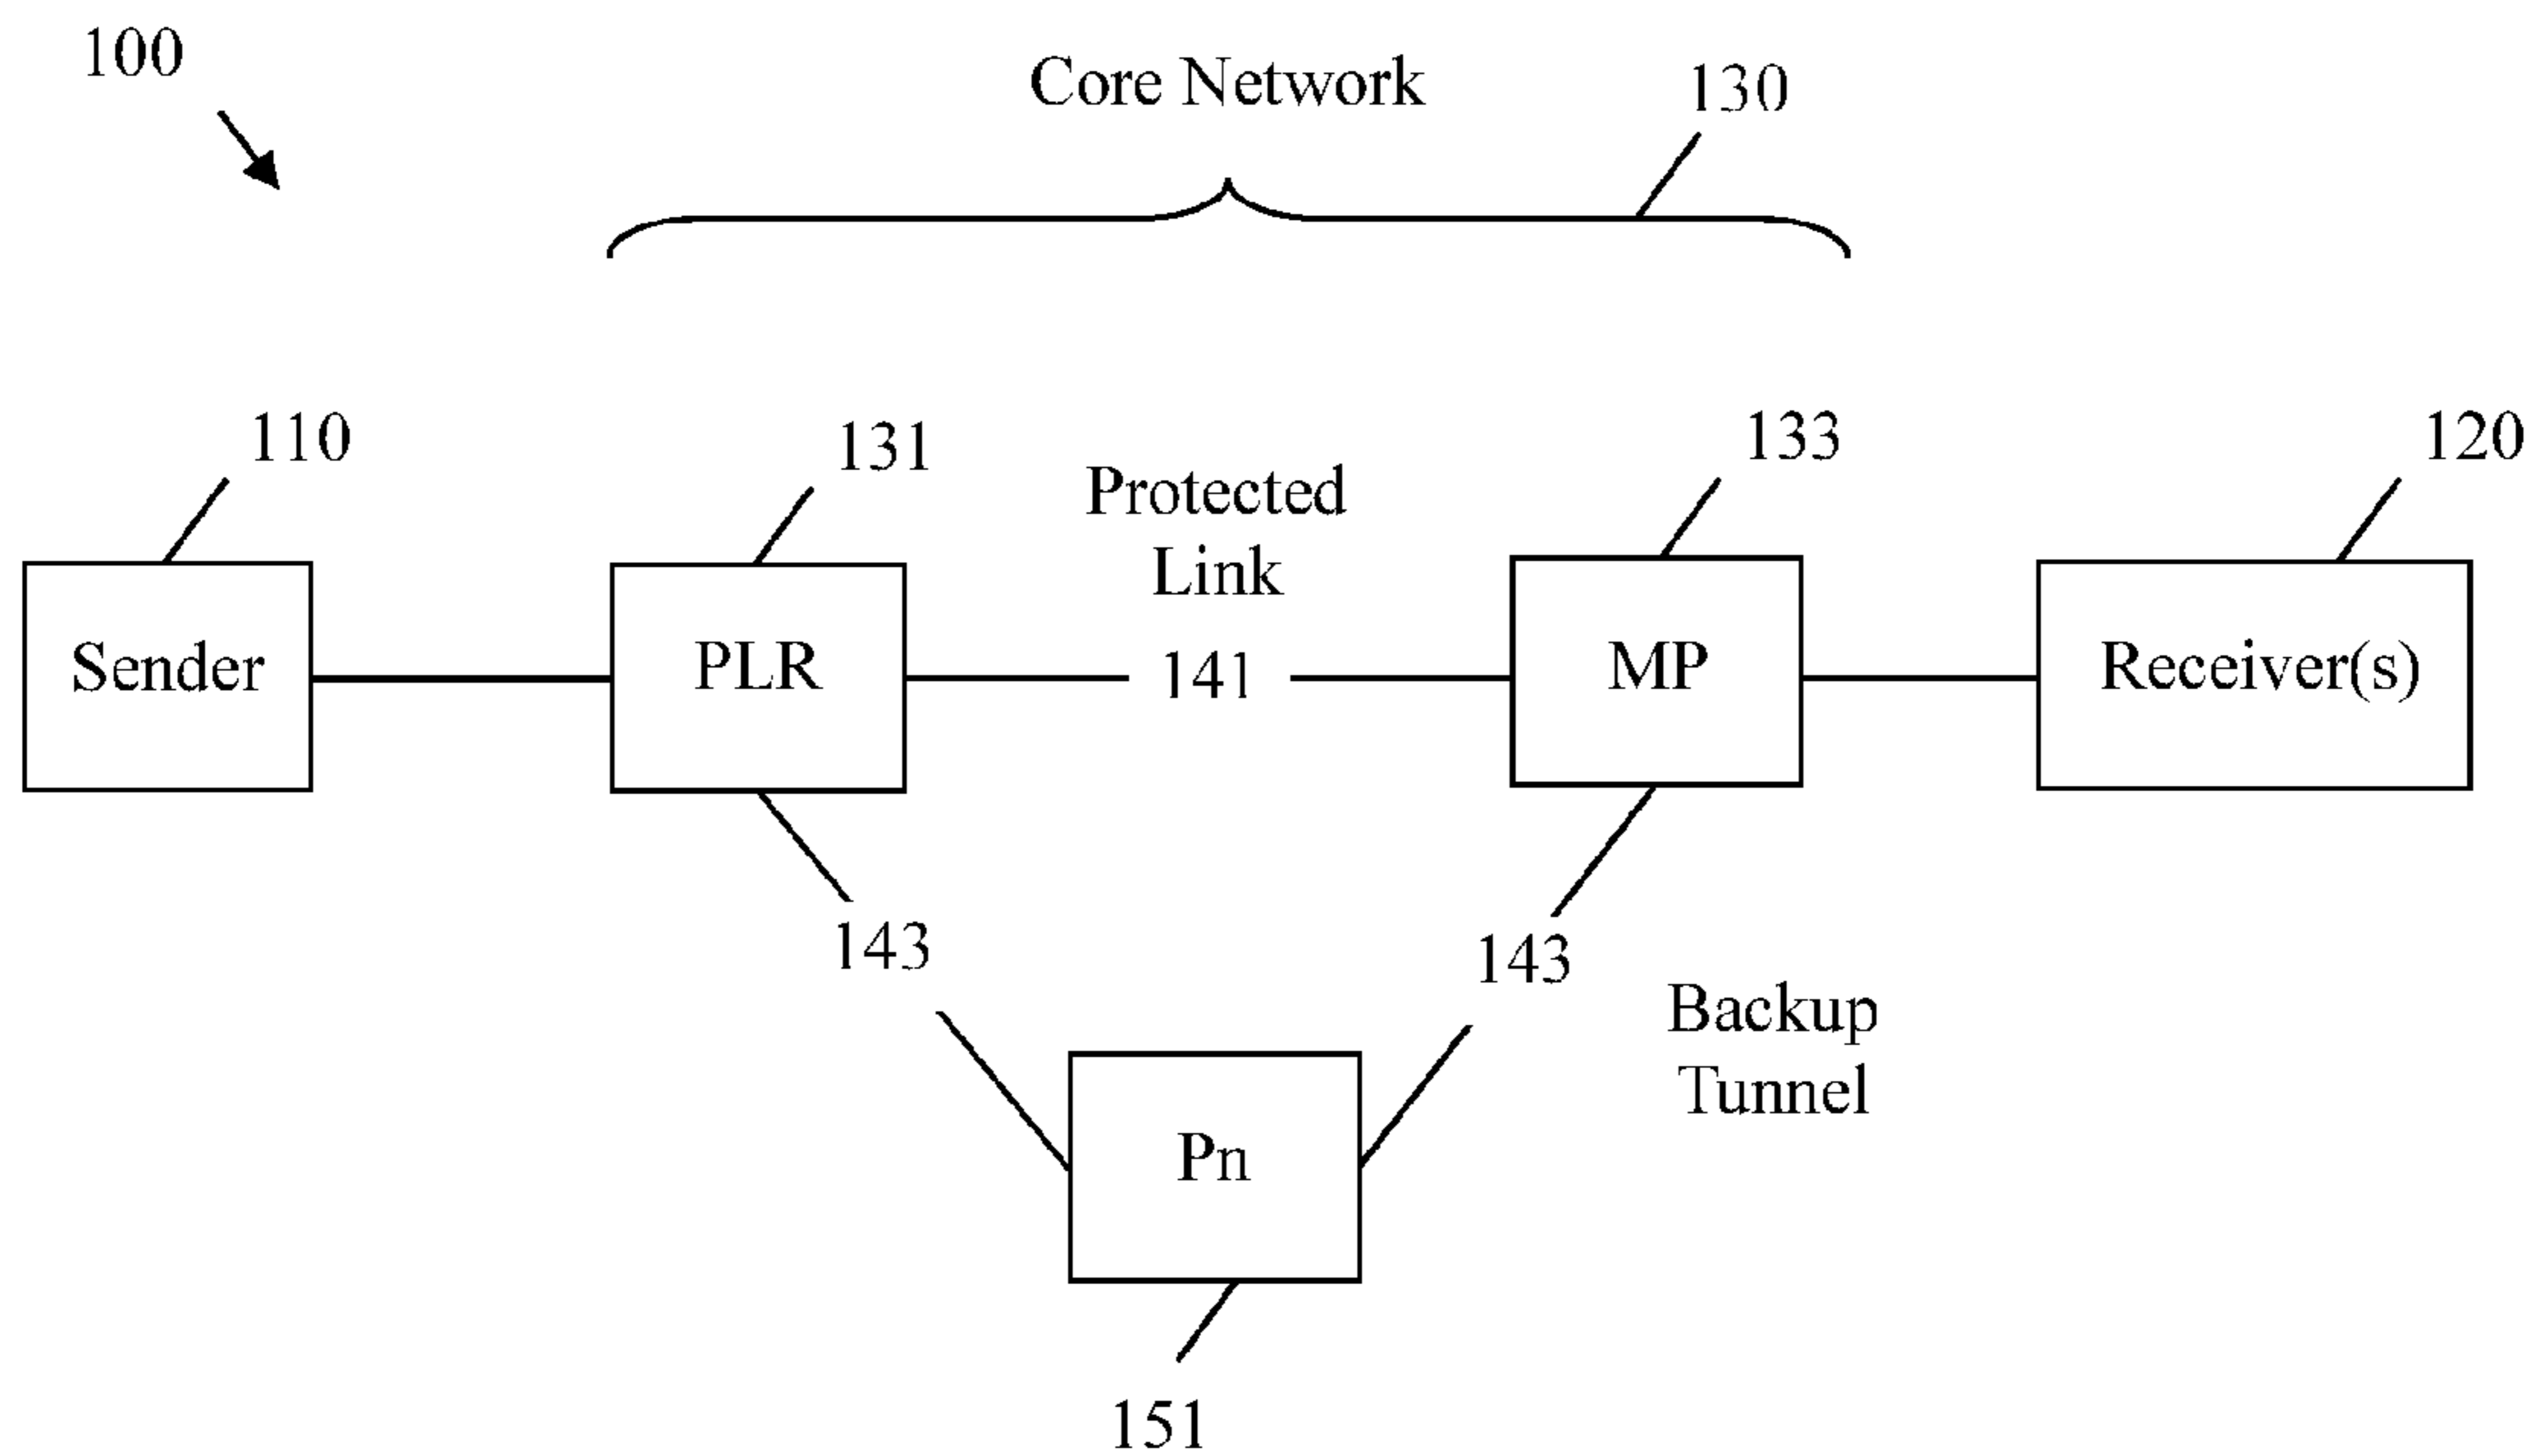 100
Core Network
130
110
131
Protected
Link
133
120
Sender
PLR
141
MP
Receiver(s)
143
143
Backup
Tunnel
Pn
151